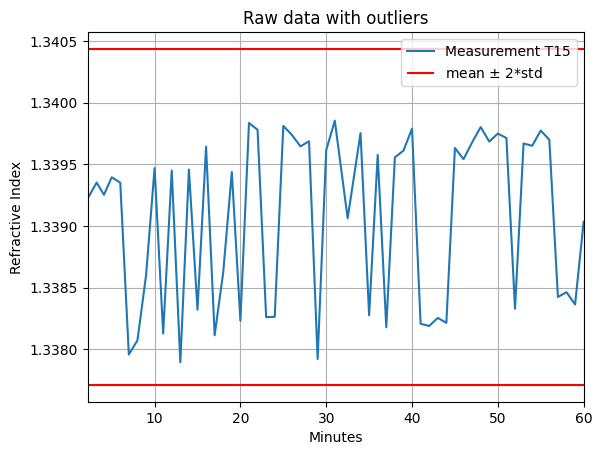 Raw data with outliers
Measurement T15
mean ± 2*std
Refractive Index
1.3405
1.3400
1.3395
1.3390
1.3385
1.3380
10 20 30 40 50 60
Minutes